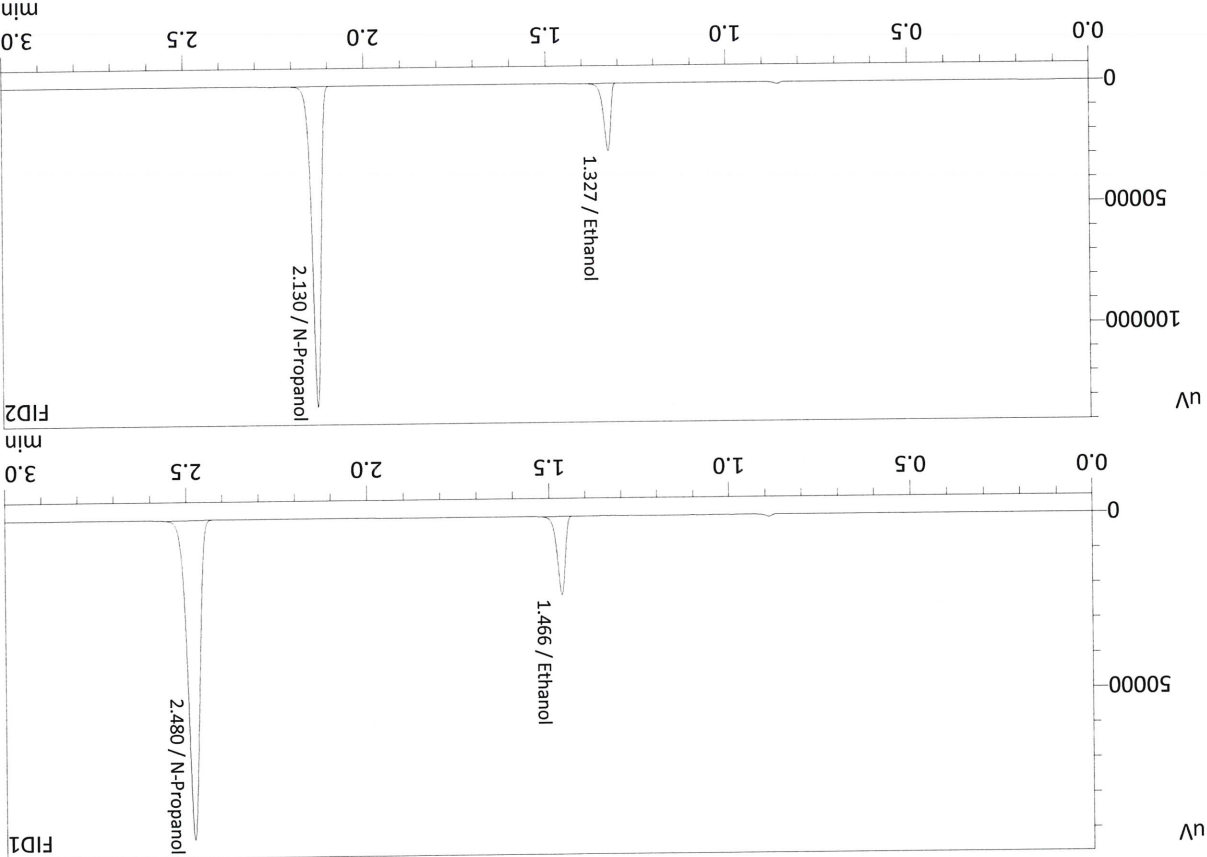 uV
FID1
50000
0
2.480 / N-Propanol
1.466 / Ethanol
0.0
0.5
1.0
1.5
2.0
2.5
3.0
min
uV
FID2
100000
50000
0
2.130 / N-Propanol
1.327 / Ethanol
0.0
0.5
1.0
1.5
2.0
2.5
3.0
min